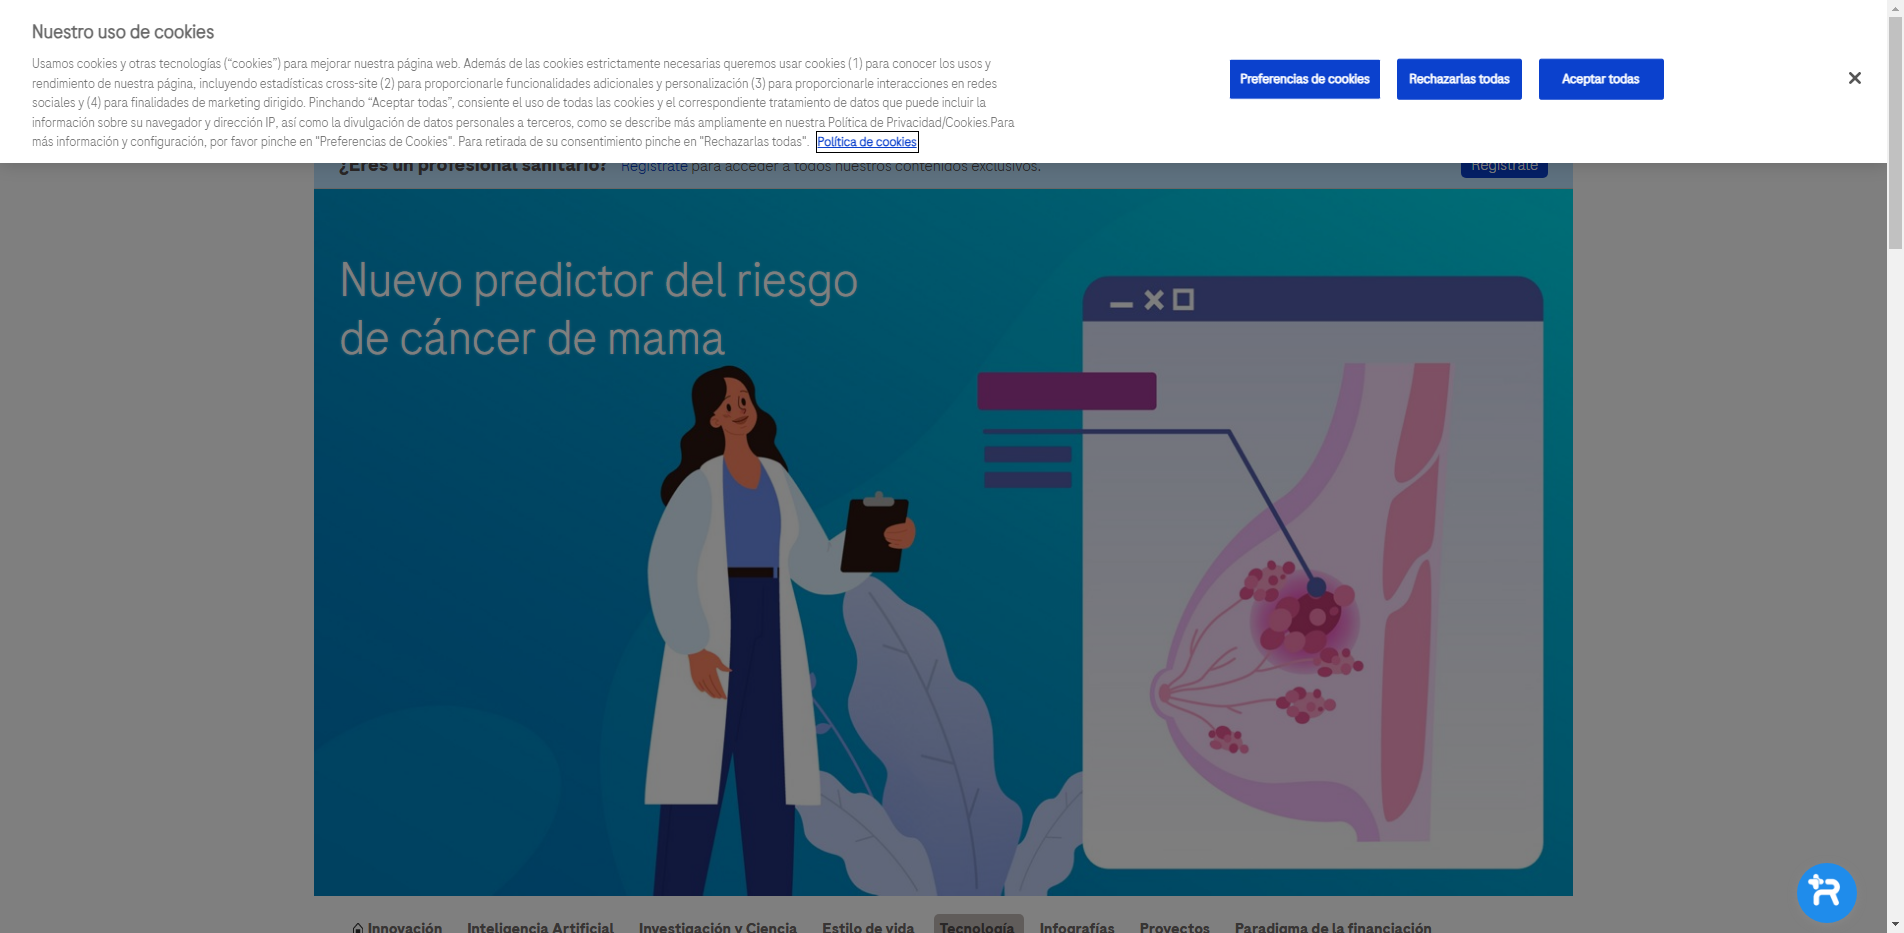 Nuestro uso de cookies
Usamos cookies y otras tecnologías (“cookies”) para mejorar nuestra página web. Además de las cookies estrictamente necesarias queremos usar cookies (1) para conocer los usos y
rendimiento de nuestra página, incluyendo estadísticas cross-site (2) para proporcionarle funcionalidades adicionales y personalización (3) para proporcionarle interacciones en redes
sociales y (4) para finalidades de marketing dirigido. Pinchando “Aceptar todas”, consiente el uso de todas las cookies y el correspondiente tratamiento de datos que puede incluir la
información sobre su navegador y dirección IP, así como la divulgación de datos personales a terceros, como se describe más ampliamente en nuestra Política de Privacidad/Cookies.Para
más información y configuración, por favor pinche en "Preferencias de Cookies". Para retirada de su consentimiento pinche en "Rechazarlas todas". Política de cookies
Preferencias de cookies
Rechazarlas todas
Aceptar todas
¿Eres un profesional sanitario? Regístrate para acceder a todos nuestros contenidos exclusivos.
Regístrate
Nuevo predictor del riesgo
de cáncer de mama
Innovación Inteligencia Artificial Investigación y Ciencia Estilo de vida Tecnología Infografías Proyectos Paradigma de la financiación